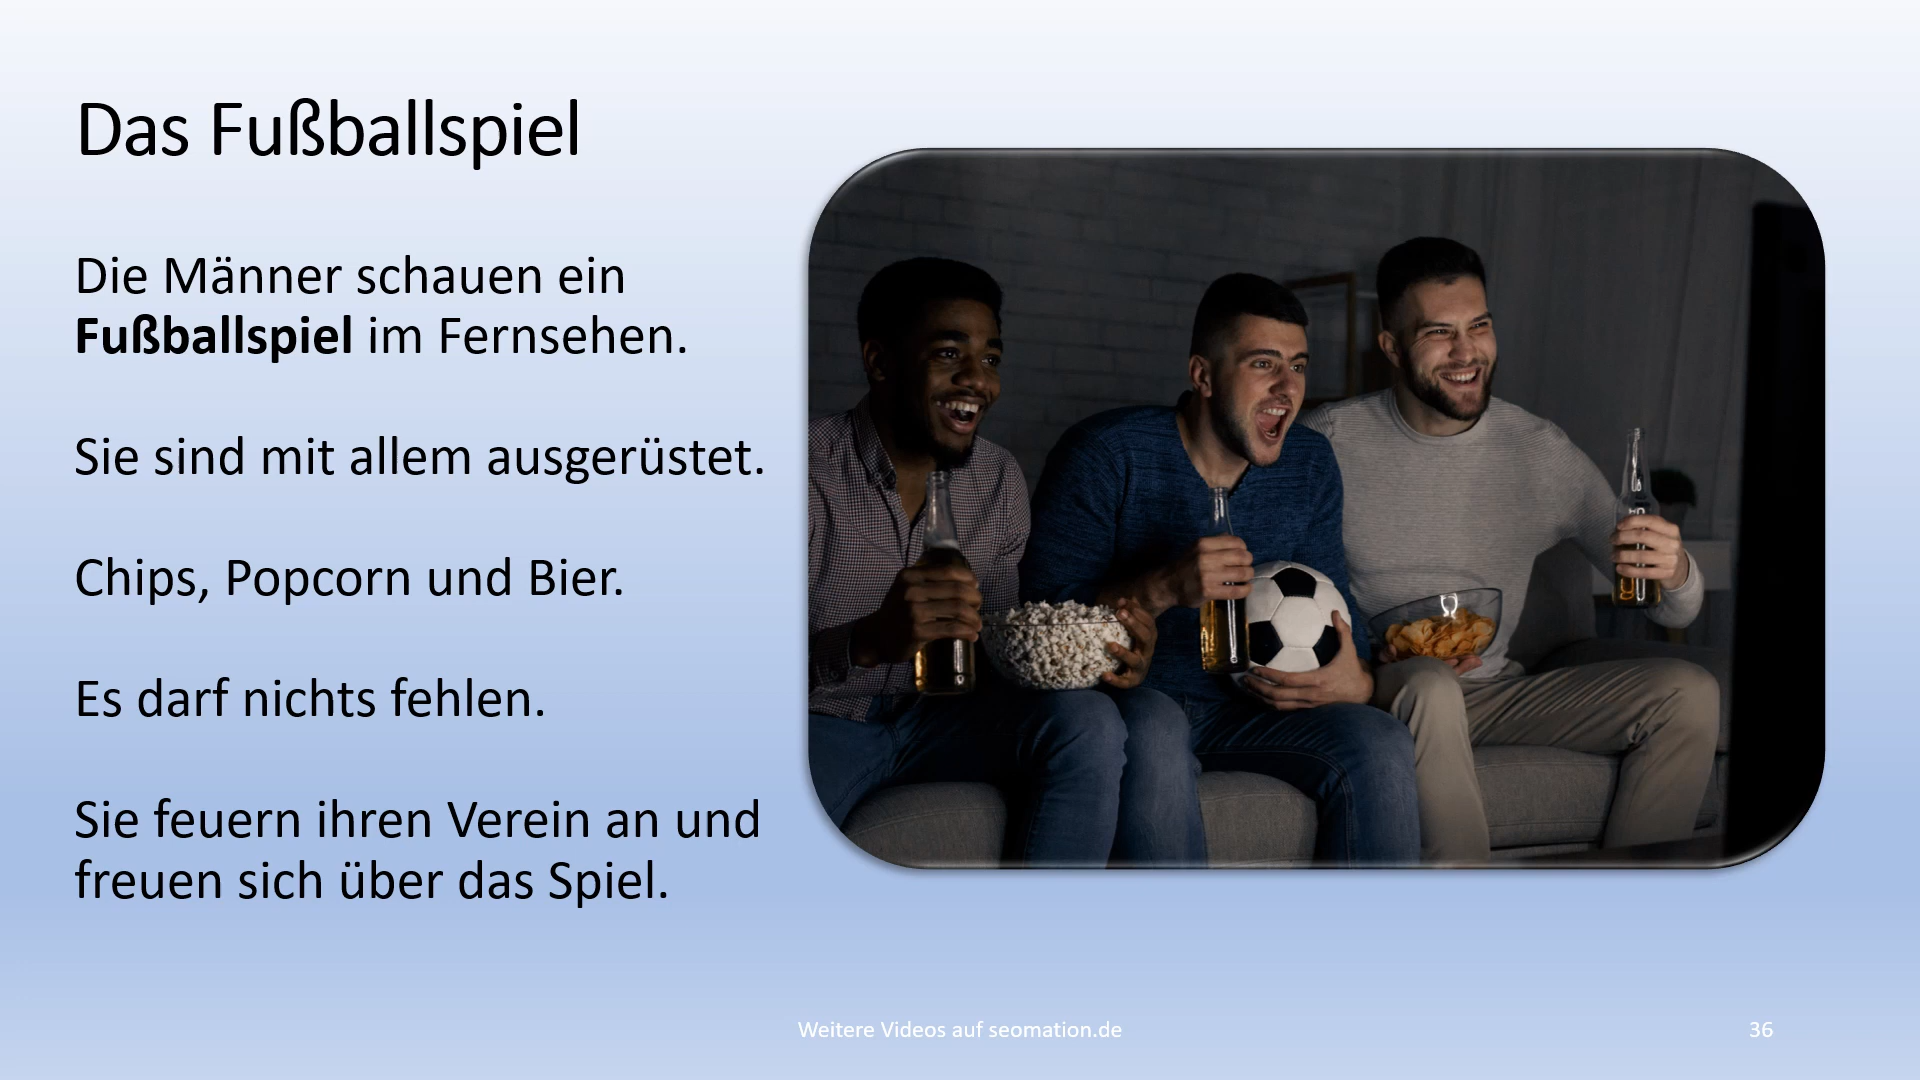 Das Fußballspiel
Die Männer schauen ein
Fußballspiel im Fernsehen.
Sie sind mit allem ausgerüstet.
Chips, Popcorn und Bier.
Es darf nichts fehlen.
Sie feuern ihren Verein an und
freuen sich über das Spiel.
Weitere Videos auf seomation.de
36